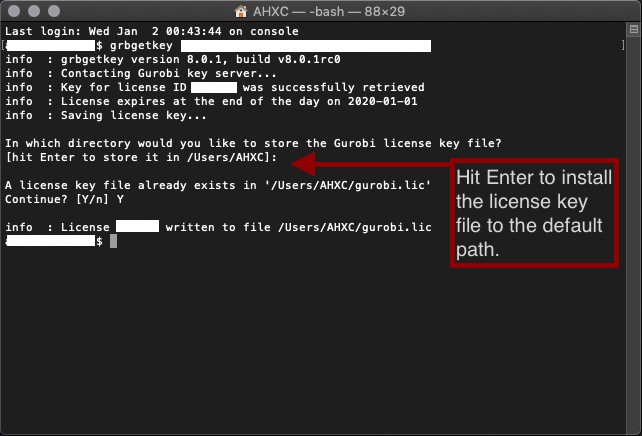 AHXC — -bash — 88×29
Last login: Wed Jan  2 00:43:44 on console
$ grbgetkey
info  : grbgetkey version 8.0.1, build v8.0.1rc0
info  : Contacting Gurobi key server...
info  : Key for license ID was successfully retrieved
info  : License expires at the end of the day on 2020-01-01
info  : Saving license key...
In which directory would you like to store the Gurobi license key file?
[hit Enter to store it in /Users/AHXC]:
A license key file already exists in '/Users/AHXC/gurobi.lic'
Continue? [Y/n] Y
info  : License written to file /Users/AHXC/gurobi.lic
$
Hit Enter to install
the license key
file to the default
path.